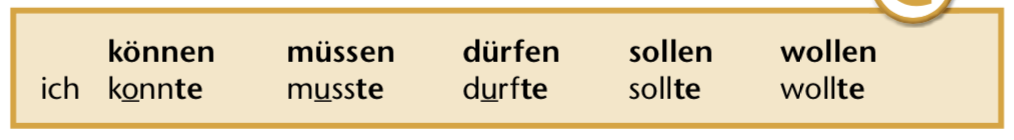 können müssen dürfen sollen wollen
ich konnte musste durfte sollte wollte